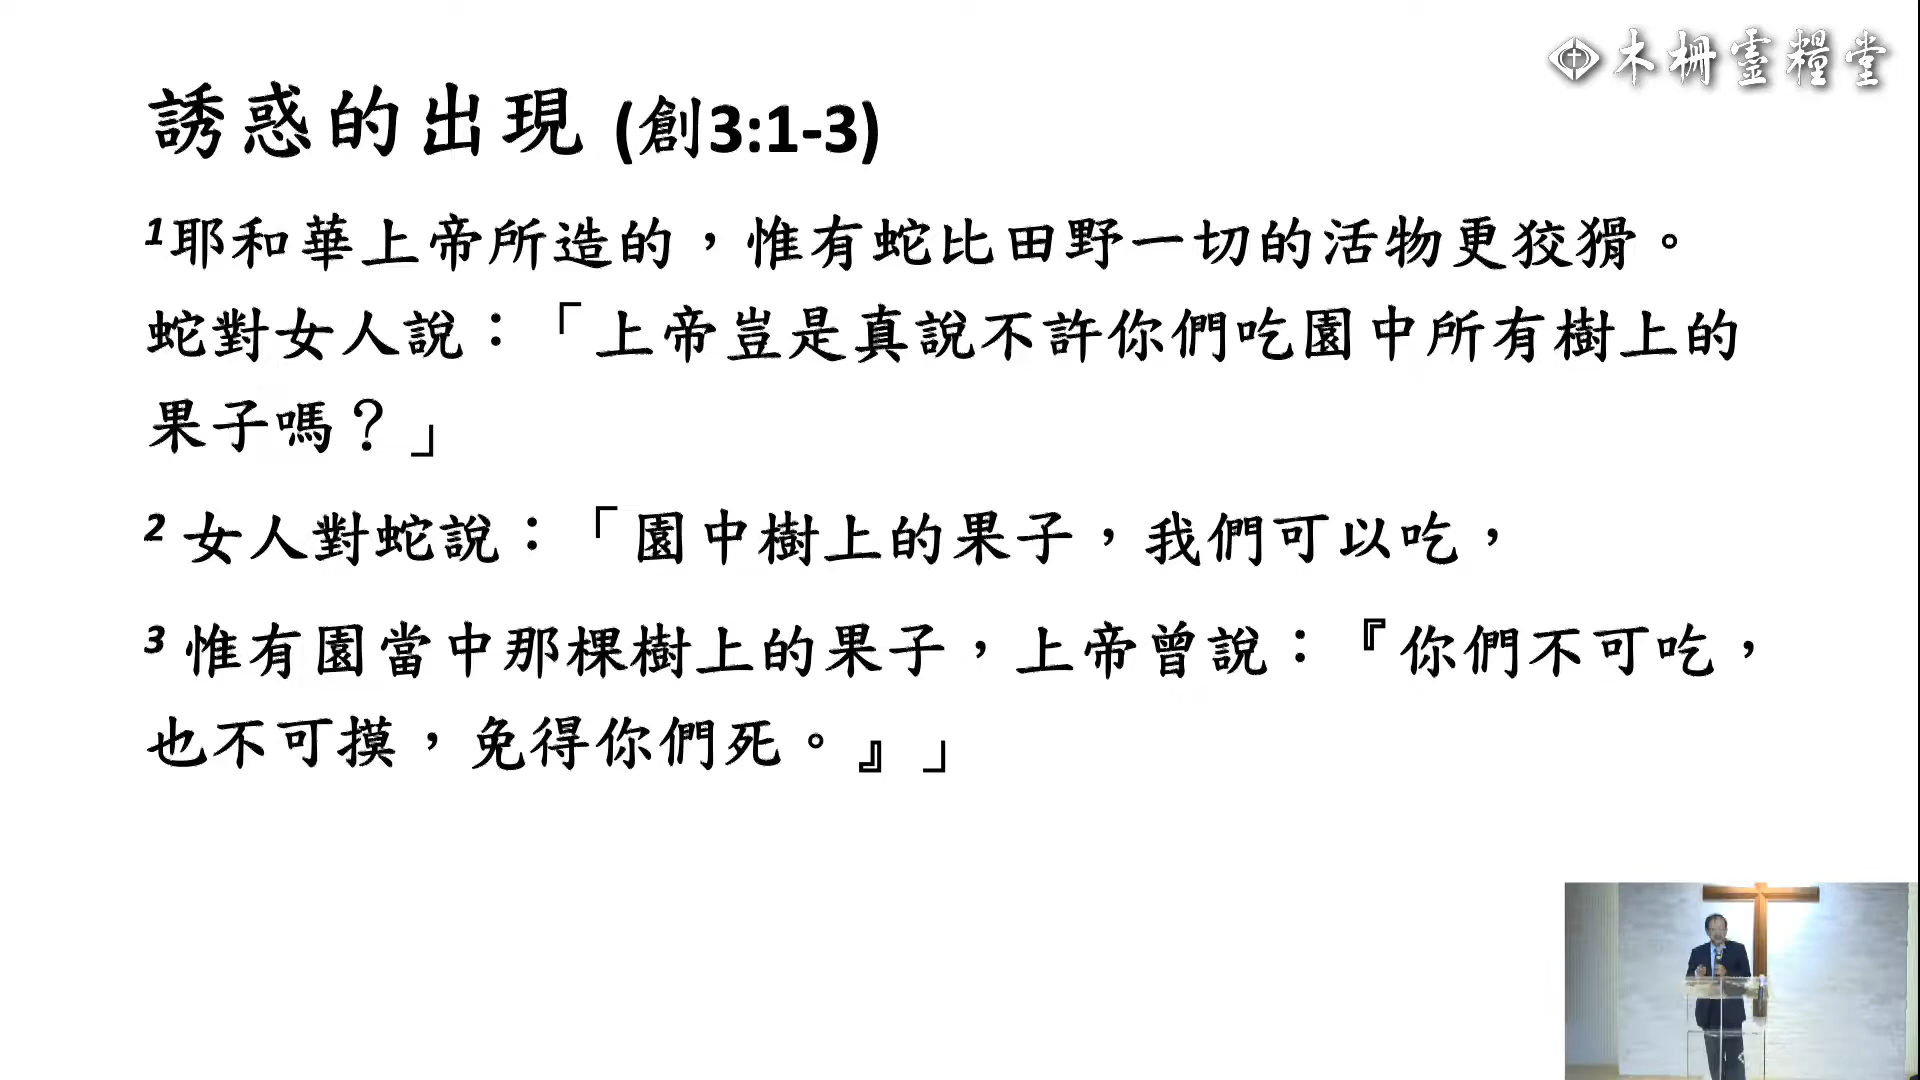 木柵靈糧堂
誘惑的出現 (創3:1-3)
1耶和華上帝所造的，惟有蛇比田野一切的活物更狡猾。
蛇對女人說：「上帝豈是真說不許你們吃園中所有樹上的
果子嗎？」
2 女人對蛇說：「園中樹上的果子，我們可以吃，
3 惟有園當中那棵樹上的果子，上帝曾說：『你們不可吃，
也不可摸，免得你們死。』」